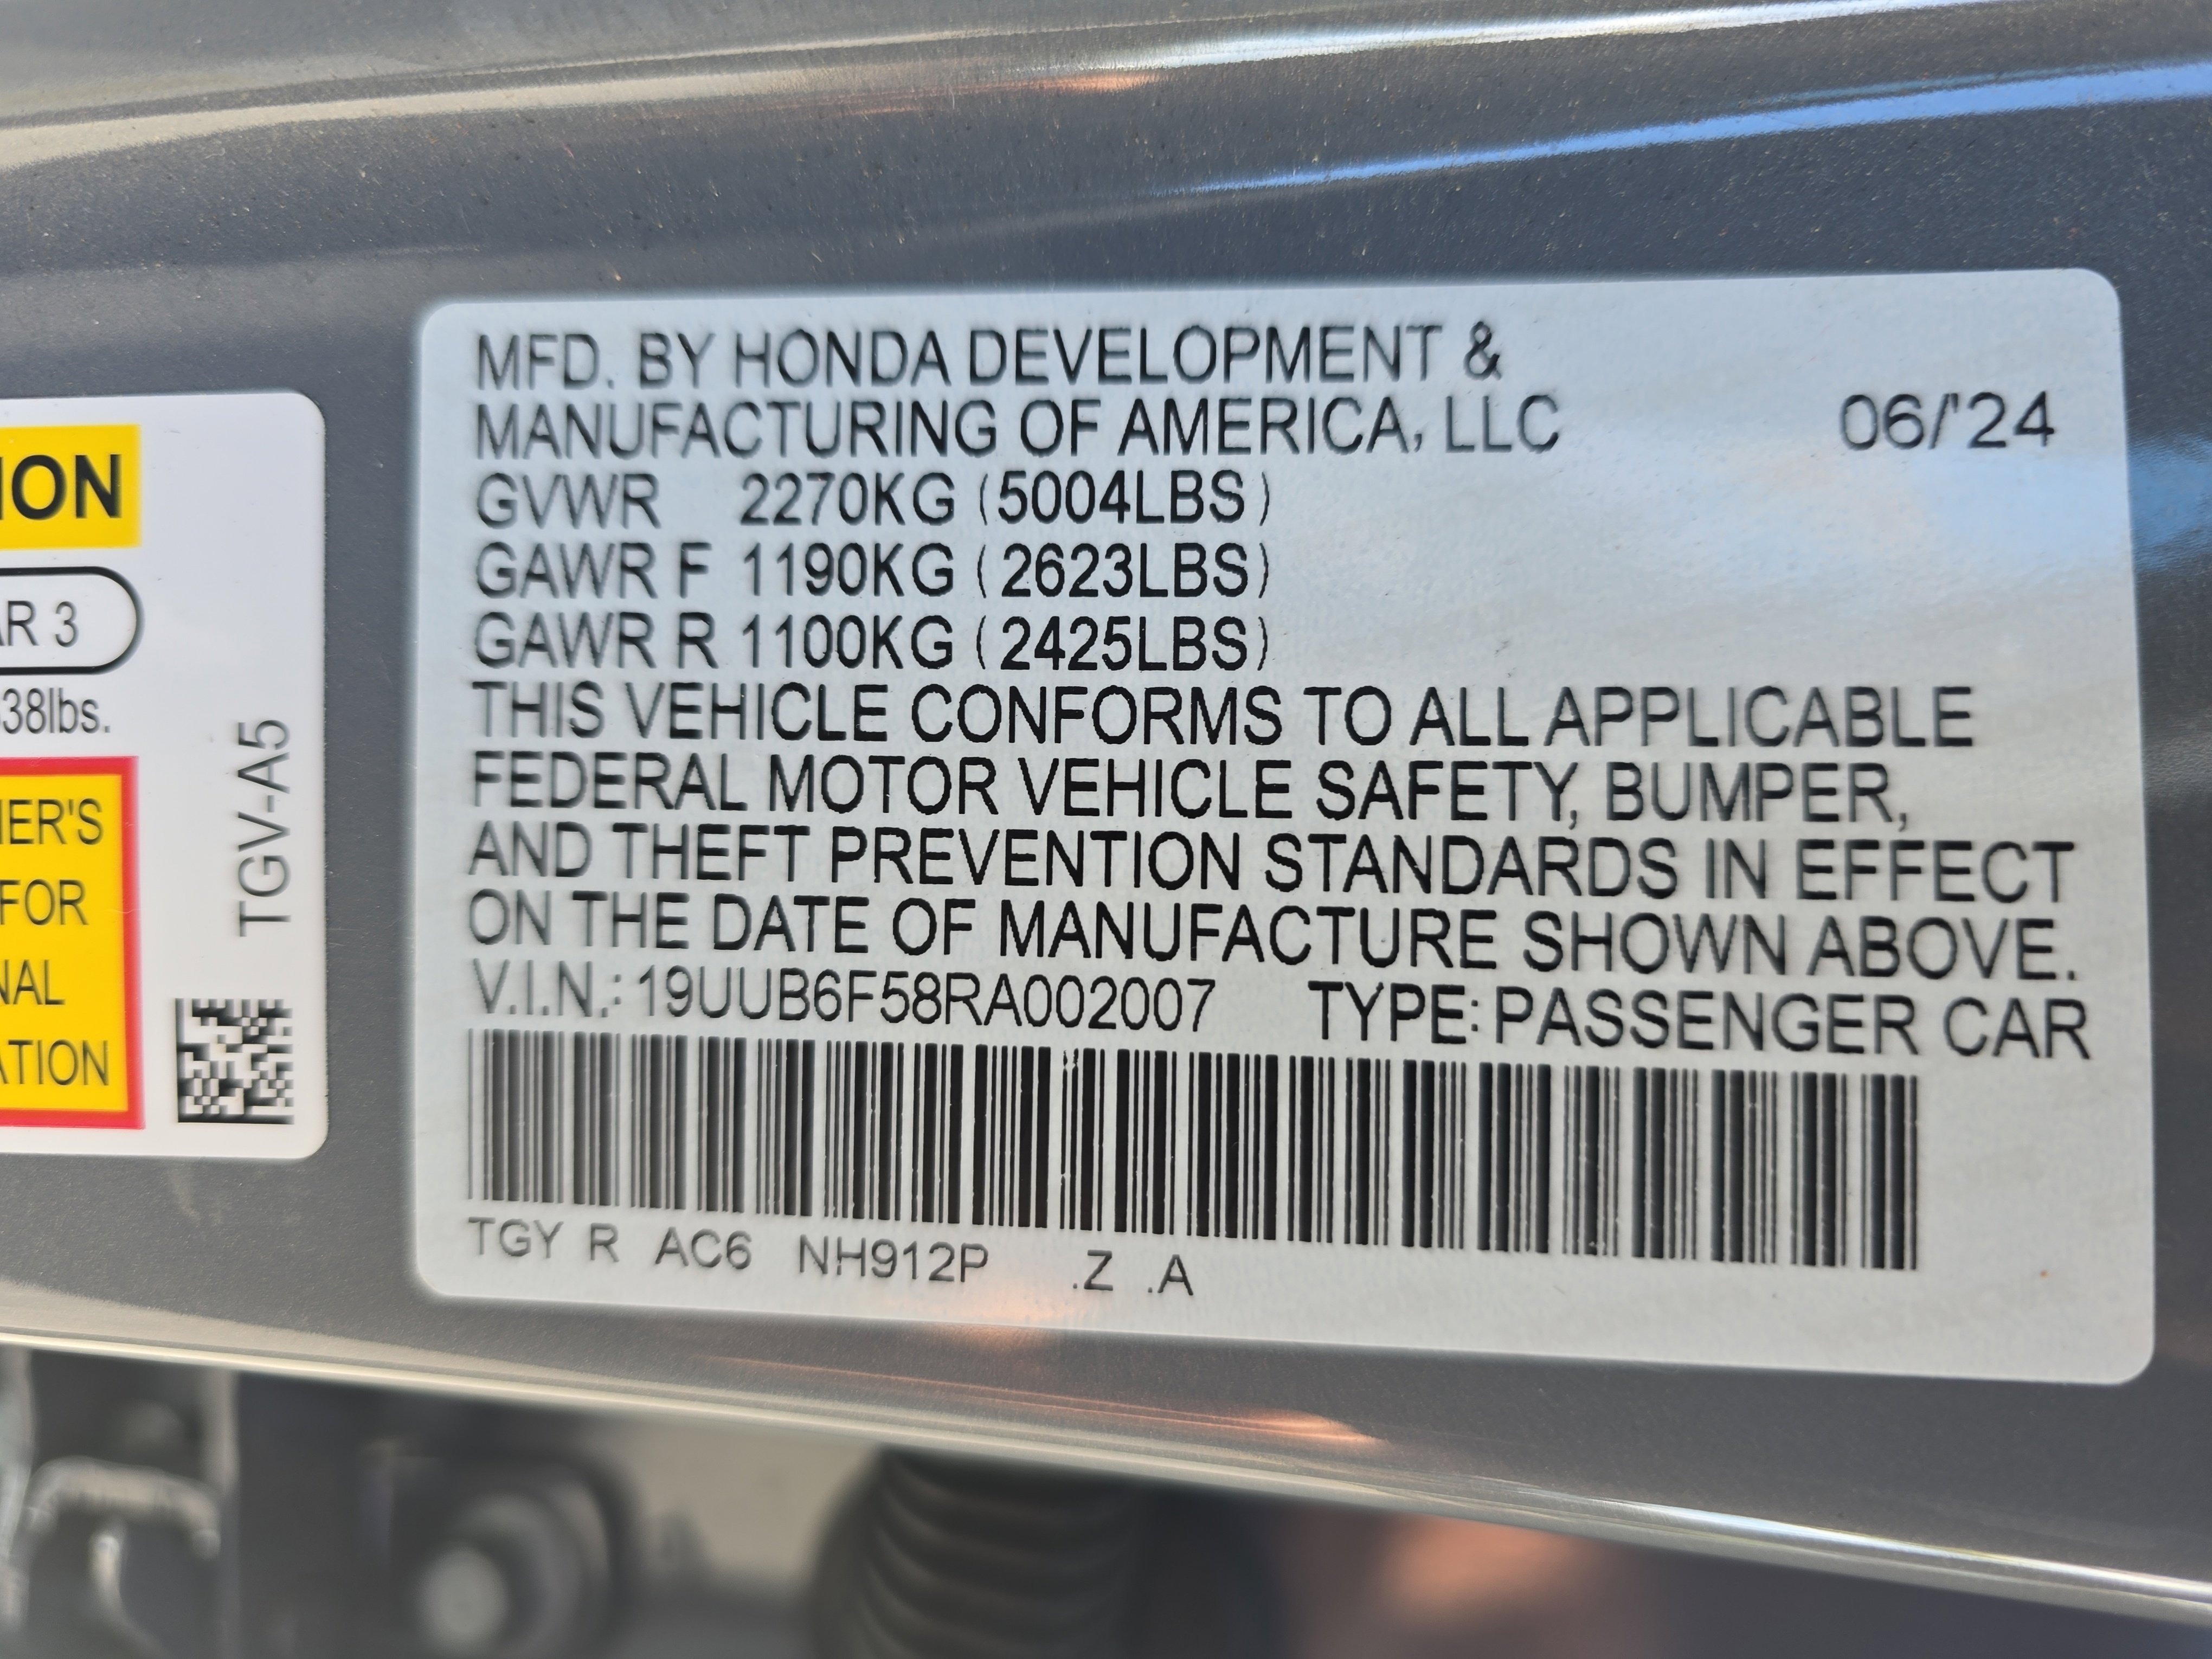 MFD. BY HONDA DEVELOPMENT &
MANUFACTURING OF AMERICA, LLC 06/'24
GVWR 2270KG (5004LBS)
GAWR F 1190KG (2623LBS)
GAWR R 1100KG (2425LBS)
THIS VEHICLE CONFORMS TO ALL APPLICABLE
FEDERAL MOTOR VEHICLE SAFETY, BUMPER,
AND THEFT PREVENTION STANDARDS IN EFFECT
ON THE DATE OF MANUFACTURE SHOWN ABOVE.
V.I.N.: 19UUB6F58RA002007 TYPE: PASSENGER CAR
TGY R AC6 NH912P .Z .A
ION
AR 3
38lbs.
IER'S
FOR
NAL
ATION
TGV-A5